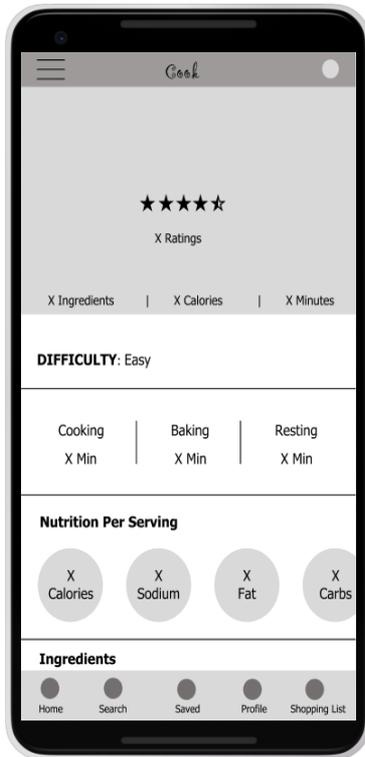 Cook
★★★★⯪
X Ratings
X Ingredients | X Calories | X Minutes
DIFFICULTY: Easy
Cooking Baking Resting
X Min X Min X Min
Nutrition Per Serving
X X X X
Calories Sodium Fat Carbs
Ingredients
Home Search Saved Profile Shopping List